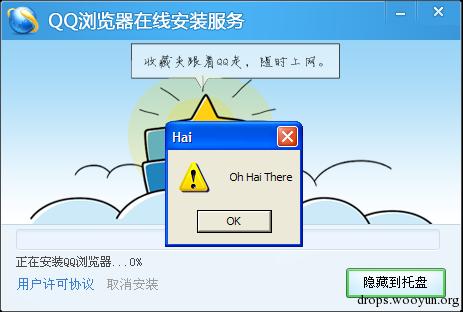 QQ浏览器在线安装服务
收藏夹跟着QQ走，随时上网。
Hai
Oh Hai There
OK
正在安装QQ浏览器...0%
用户许可协议 取消安装
隐藏到托盘
drops.wooyun.org